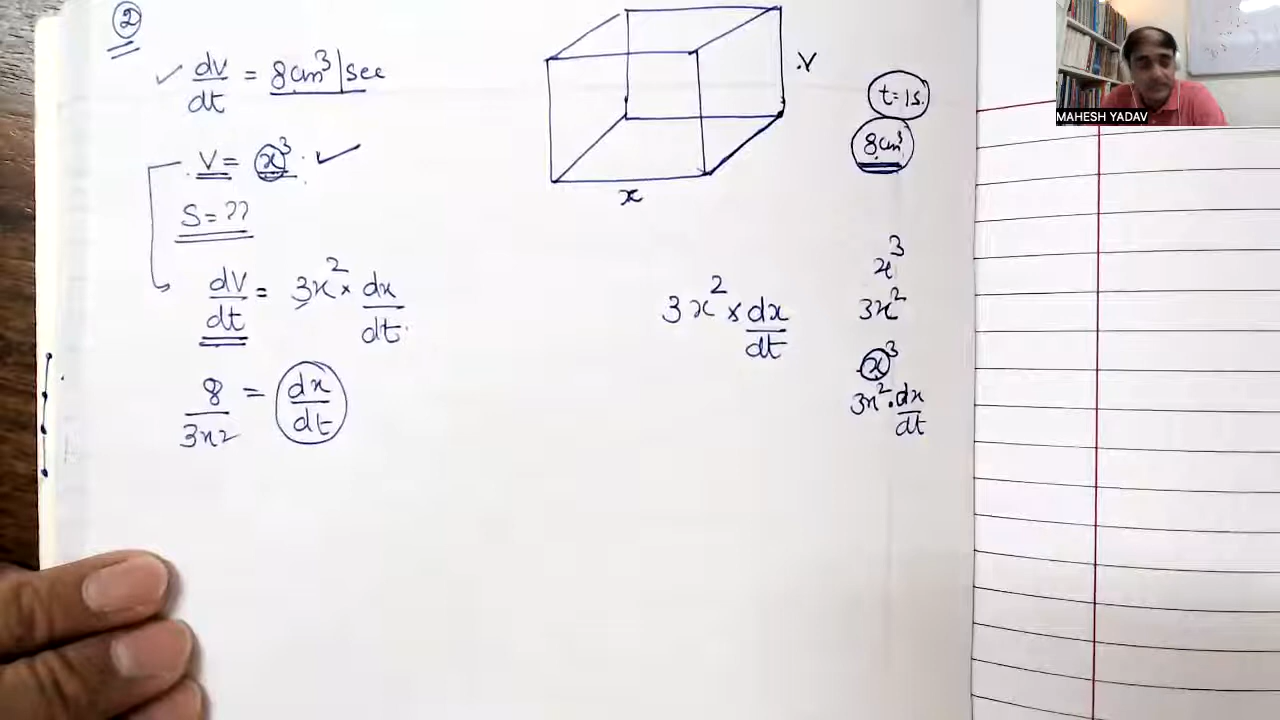 ②
✓ dv/dt = 8cm³/sec
V = x³ ✓
S = ??
dV/dt = 3x² × dx/dt
8/3x² = dx/dt
V
x
3x² × dx/dt
t=1s.
8cm³
x³
3x²
x³
3x² · dx/dt
MAHESH YADAV